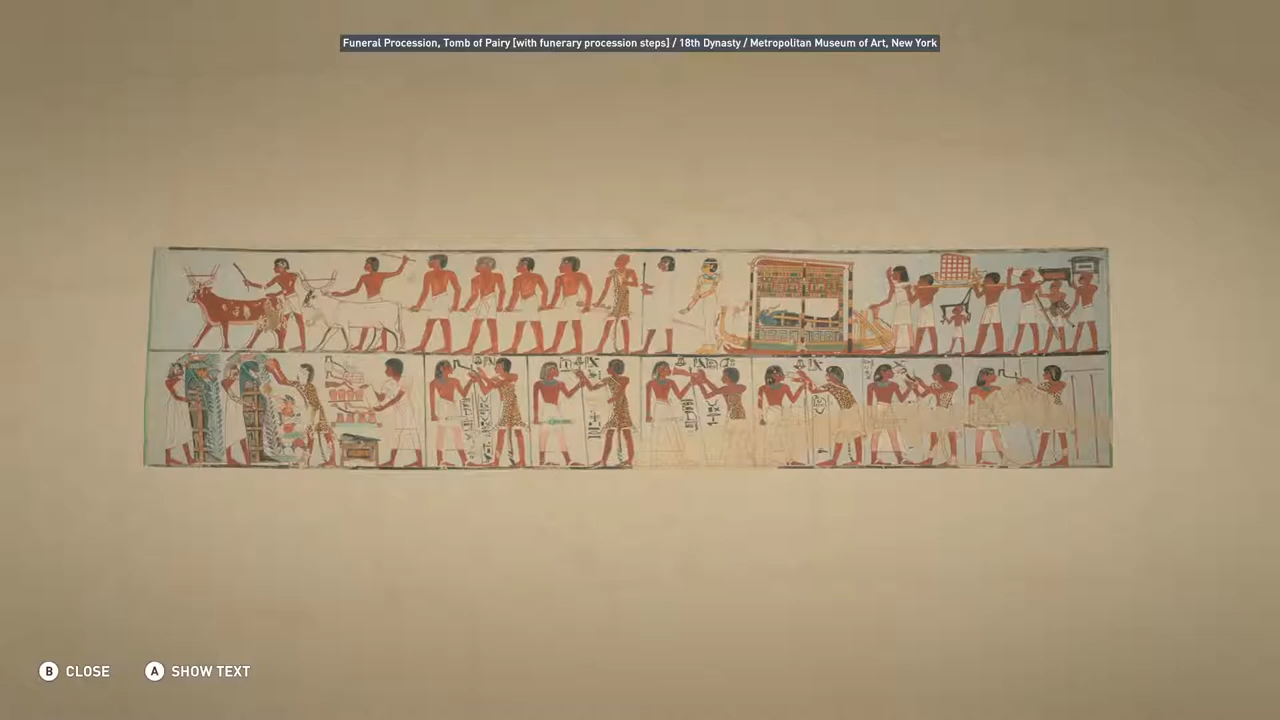 Funeral Procession, Tomb of Pairy [with funerary procession steps] / 18th Dynasty / Metropolitan Museum of Art, New York
B CLOSE A SHOW TEXT